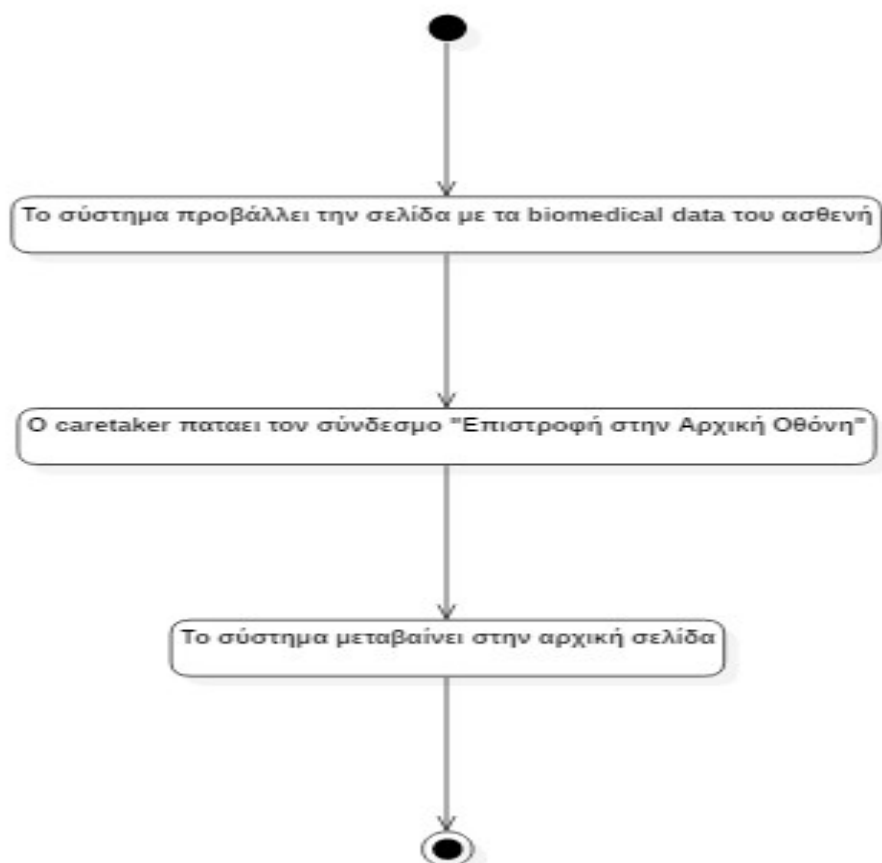 Το σύστημα προβάλλει την σελίδα με τα biomedical data του ασθενή
Ο caretaker παταει τον σύνδεσμο "Επιστροφή στην Αρχική Οθόνη"
Το σύστημα μεταβαίνει στην αρχική σελίδα